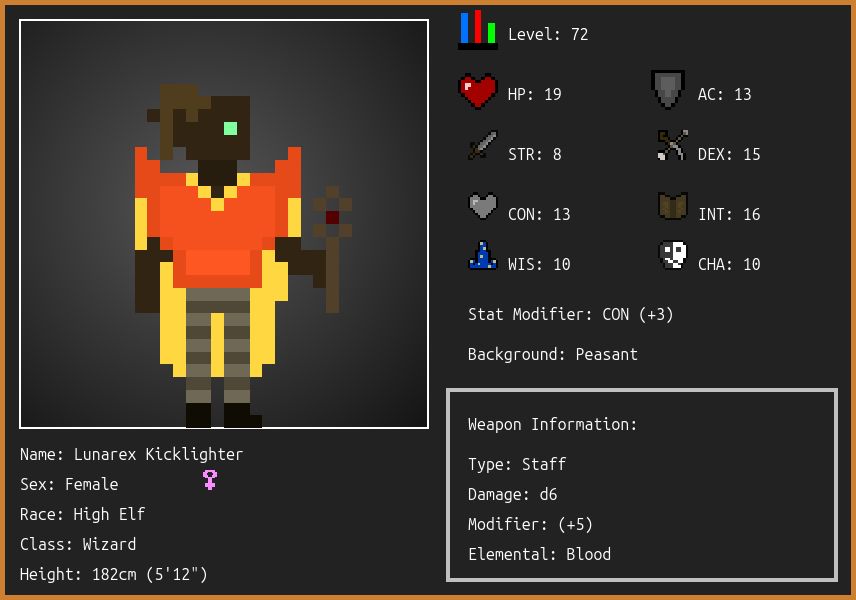 Level: 72
HP: 19
AC: 13
STR: 8
DEX: 15
CON: 13
INT: 16
WIS: 10
CHA: 10
Stat Modifier: CON (+3)
Background: Peasant
Weapon Information:
Type: Staff
Damage: d6
Modifier: (+5)
Elemental: Blood
Name: Lunarex Kicklighter
Sex: Female
Race: High Elf
Class: Wizard
Height: 182cm (5'12")